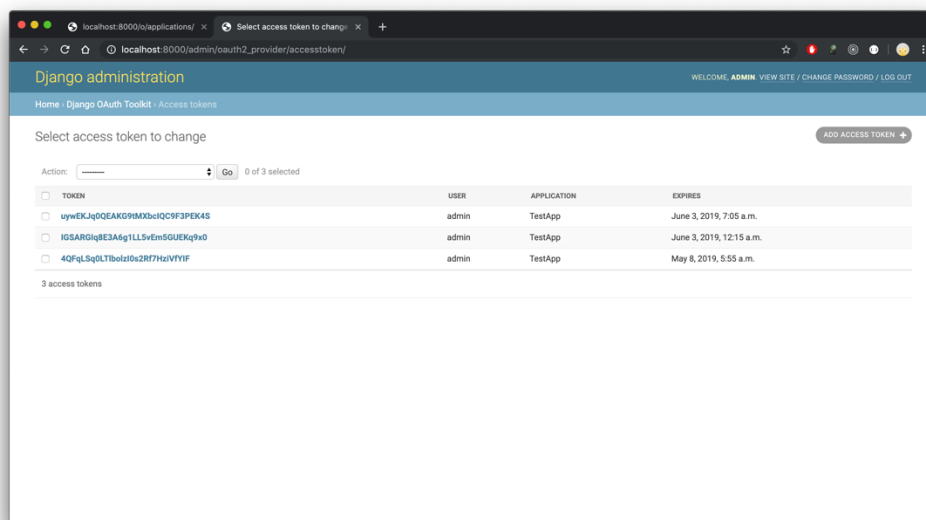 localhost:8000/o/applications/
Select access token to change
localhost:8000/admin/oauth2_provider/accesstoken/
Django administration
WELCOME, ADMIN. VIEW SITE / CHANGE PASSWORD / LOG OUT
Home › Django OAuth Toolkit › Access tokens
Select access token to change
ADD ACCESS TOKEN +
Action: --------- Go 0 of 3 selected
TOKEN USER APPLICATION EXPIRES
uywEKJq0QEAKG9tMXbcIQC9F3PEK4S admin TestApp June 3, 2019, 7:05 a.m.
IGSARGIq8E3A6g1LL5vEm5GUEKq9x0 admin TestApp June 3, 2019, 12:15 a.m.
4QFqLSq0LTlbolzI0s2Rf7HziVfYIF admin TestApp May 8, 2019, 5:55 a.m.
3 access tokens